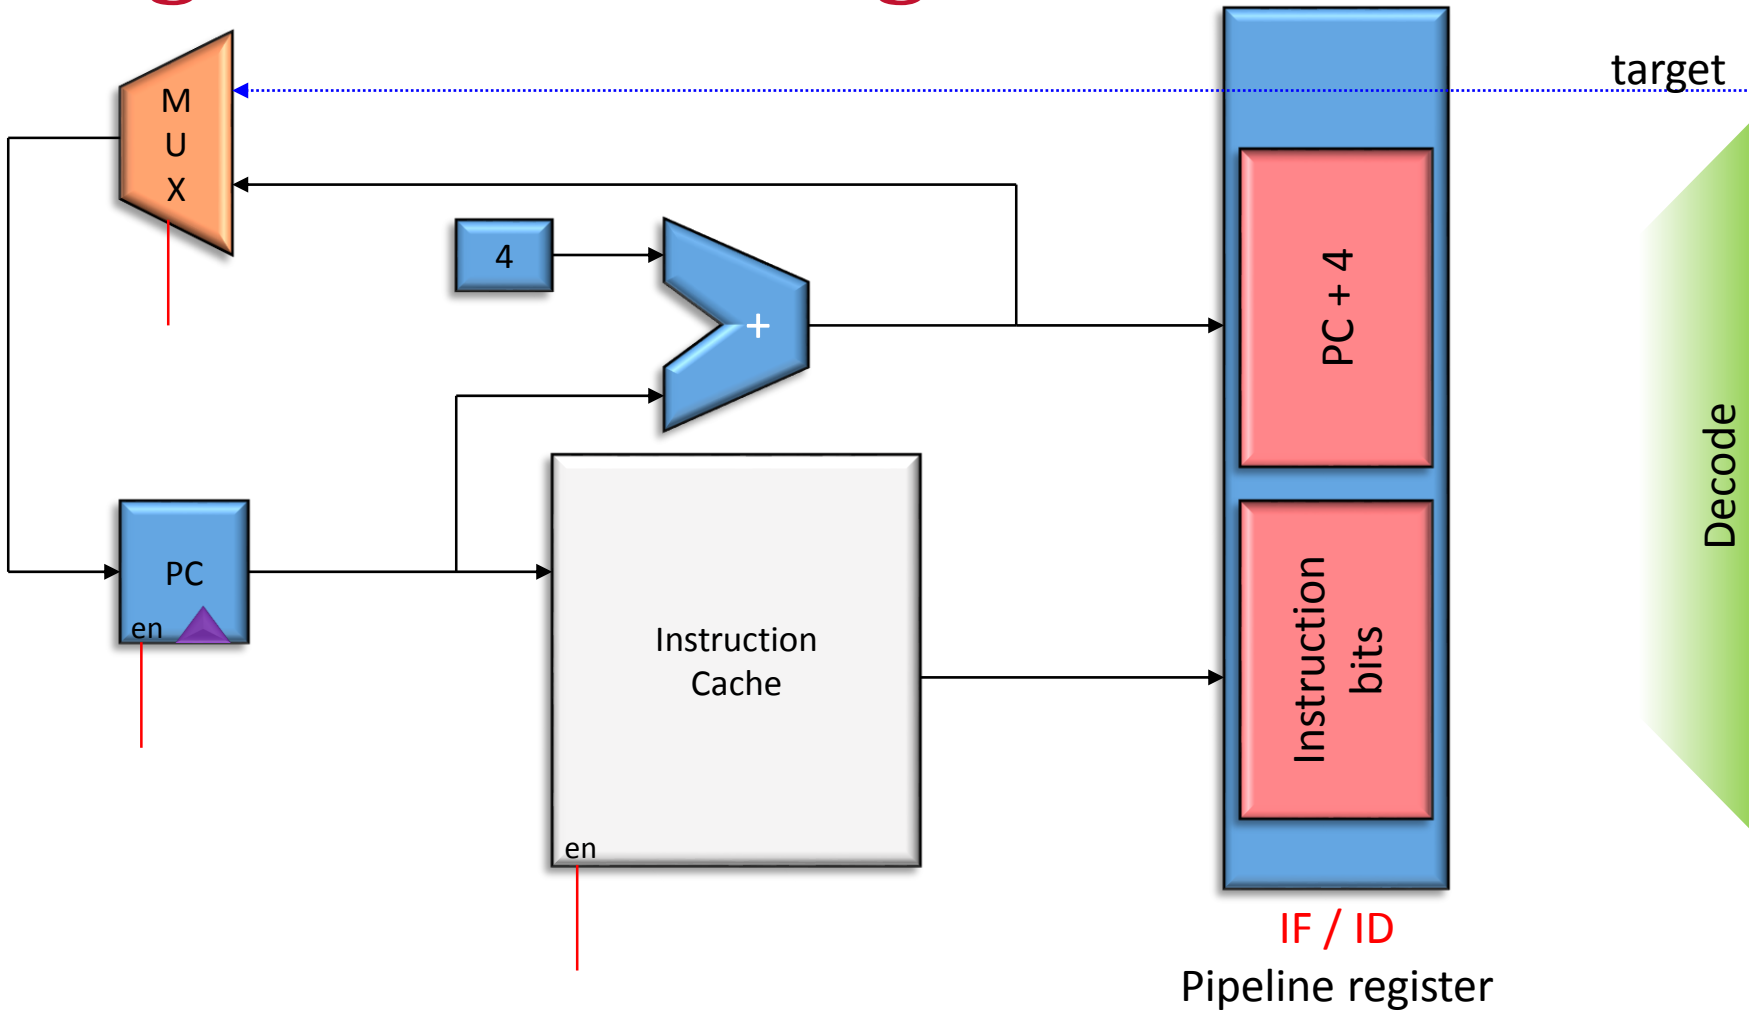 target
M
U
X
4
+
PC + 4
Decode
PC
en
Instruction
Cache
en
Instruction
bits
IF / ID
Pipeline register